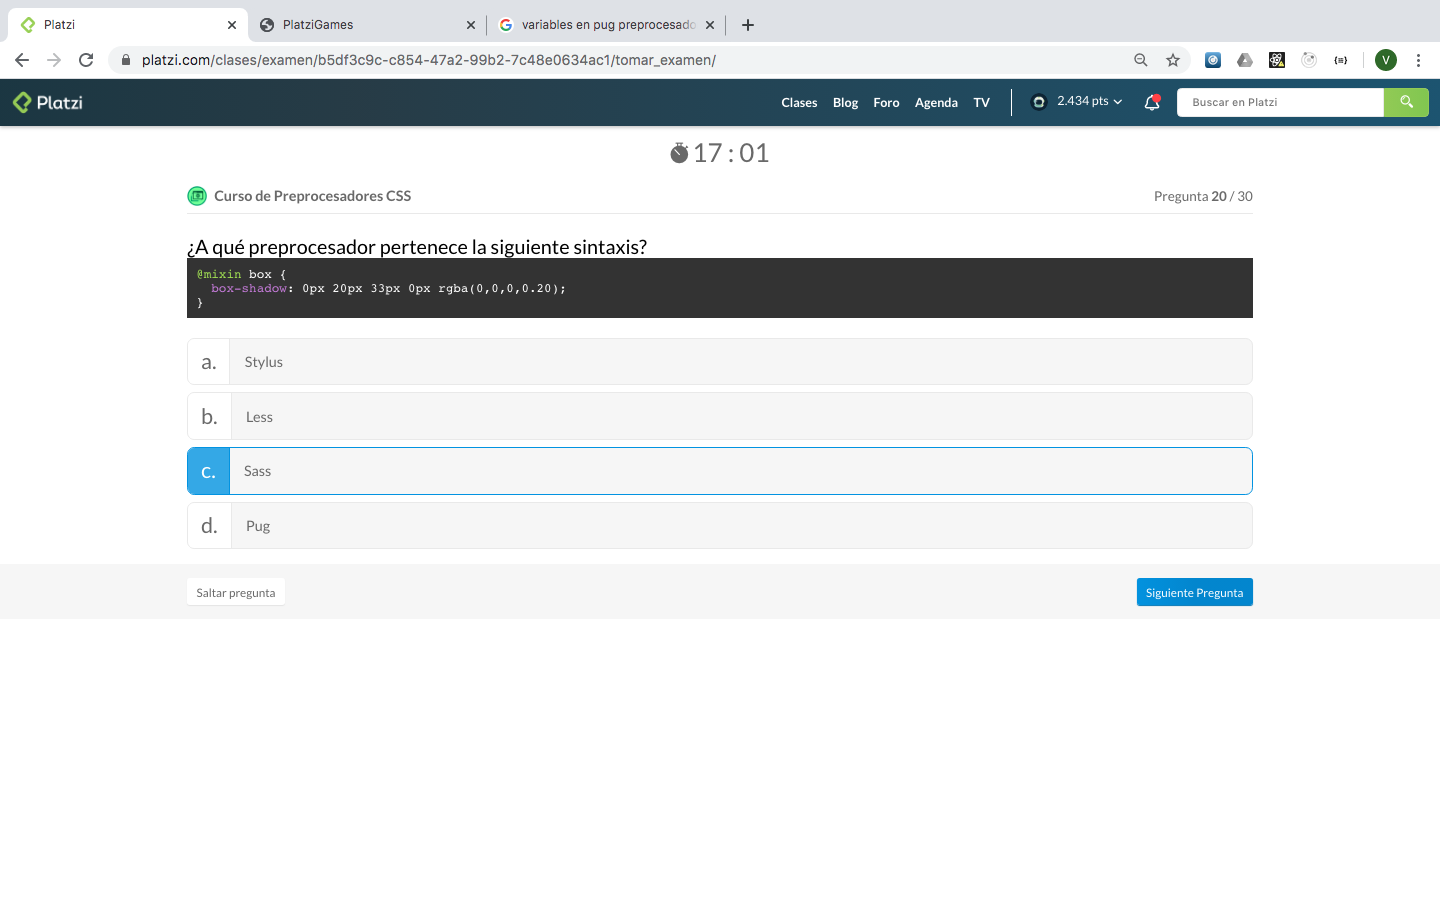 Platzi
PlatziGames
variables en pug preprocesado
platzi.com/clases/examen/b5df3c9c-c854-47a2-99b2-7c48e0634ac1/tomar_examen/
V
Platzi
Clases Blog Foro Agenda TV
2.434 pts
Buscar en Platzi
17 : 01
Curso de Preprocesadores CSS
Pregunta 20 / 30
¿A qué preprocesador pertenece la siguiente sintaxis?
@mixin box {
box-shadow: 0px 20px 33px 0px rgba(0,0,0,0.20);
}
a. Stylus
b. Less
c. Sass
d. Pug
Saltar pregunta
Siguiente Pregunta